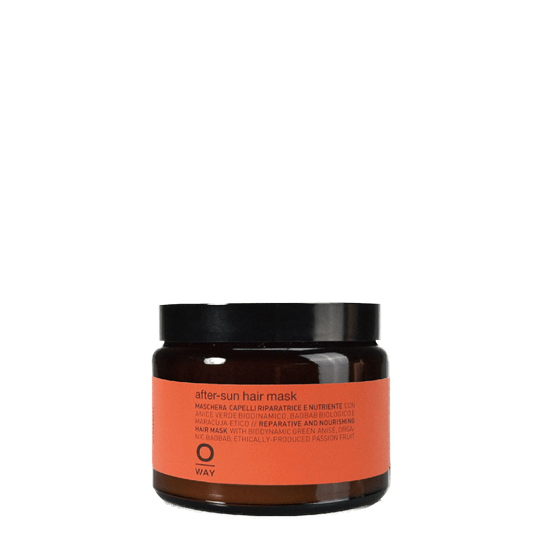 after-sun hair mask
MASCHERA CAPELLI RIPARATRICE E NUTRIENTE CON
ANICE VERDE BIODINAMICO, BAOBAB BIOLOGICO E
MARACUJA ETICO // REPARATIVE AND NOURISHING
HAIR MASK WITH BIODYNAMIC GREEN ANISE, ORGA-
NIC BAOBAB, ETHICALLY-PRODUCED PASSION FRUIT
O
WAY